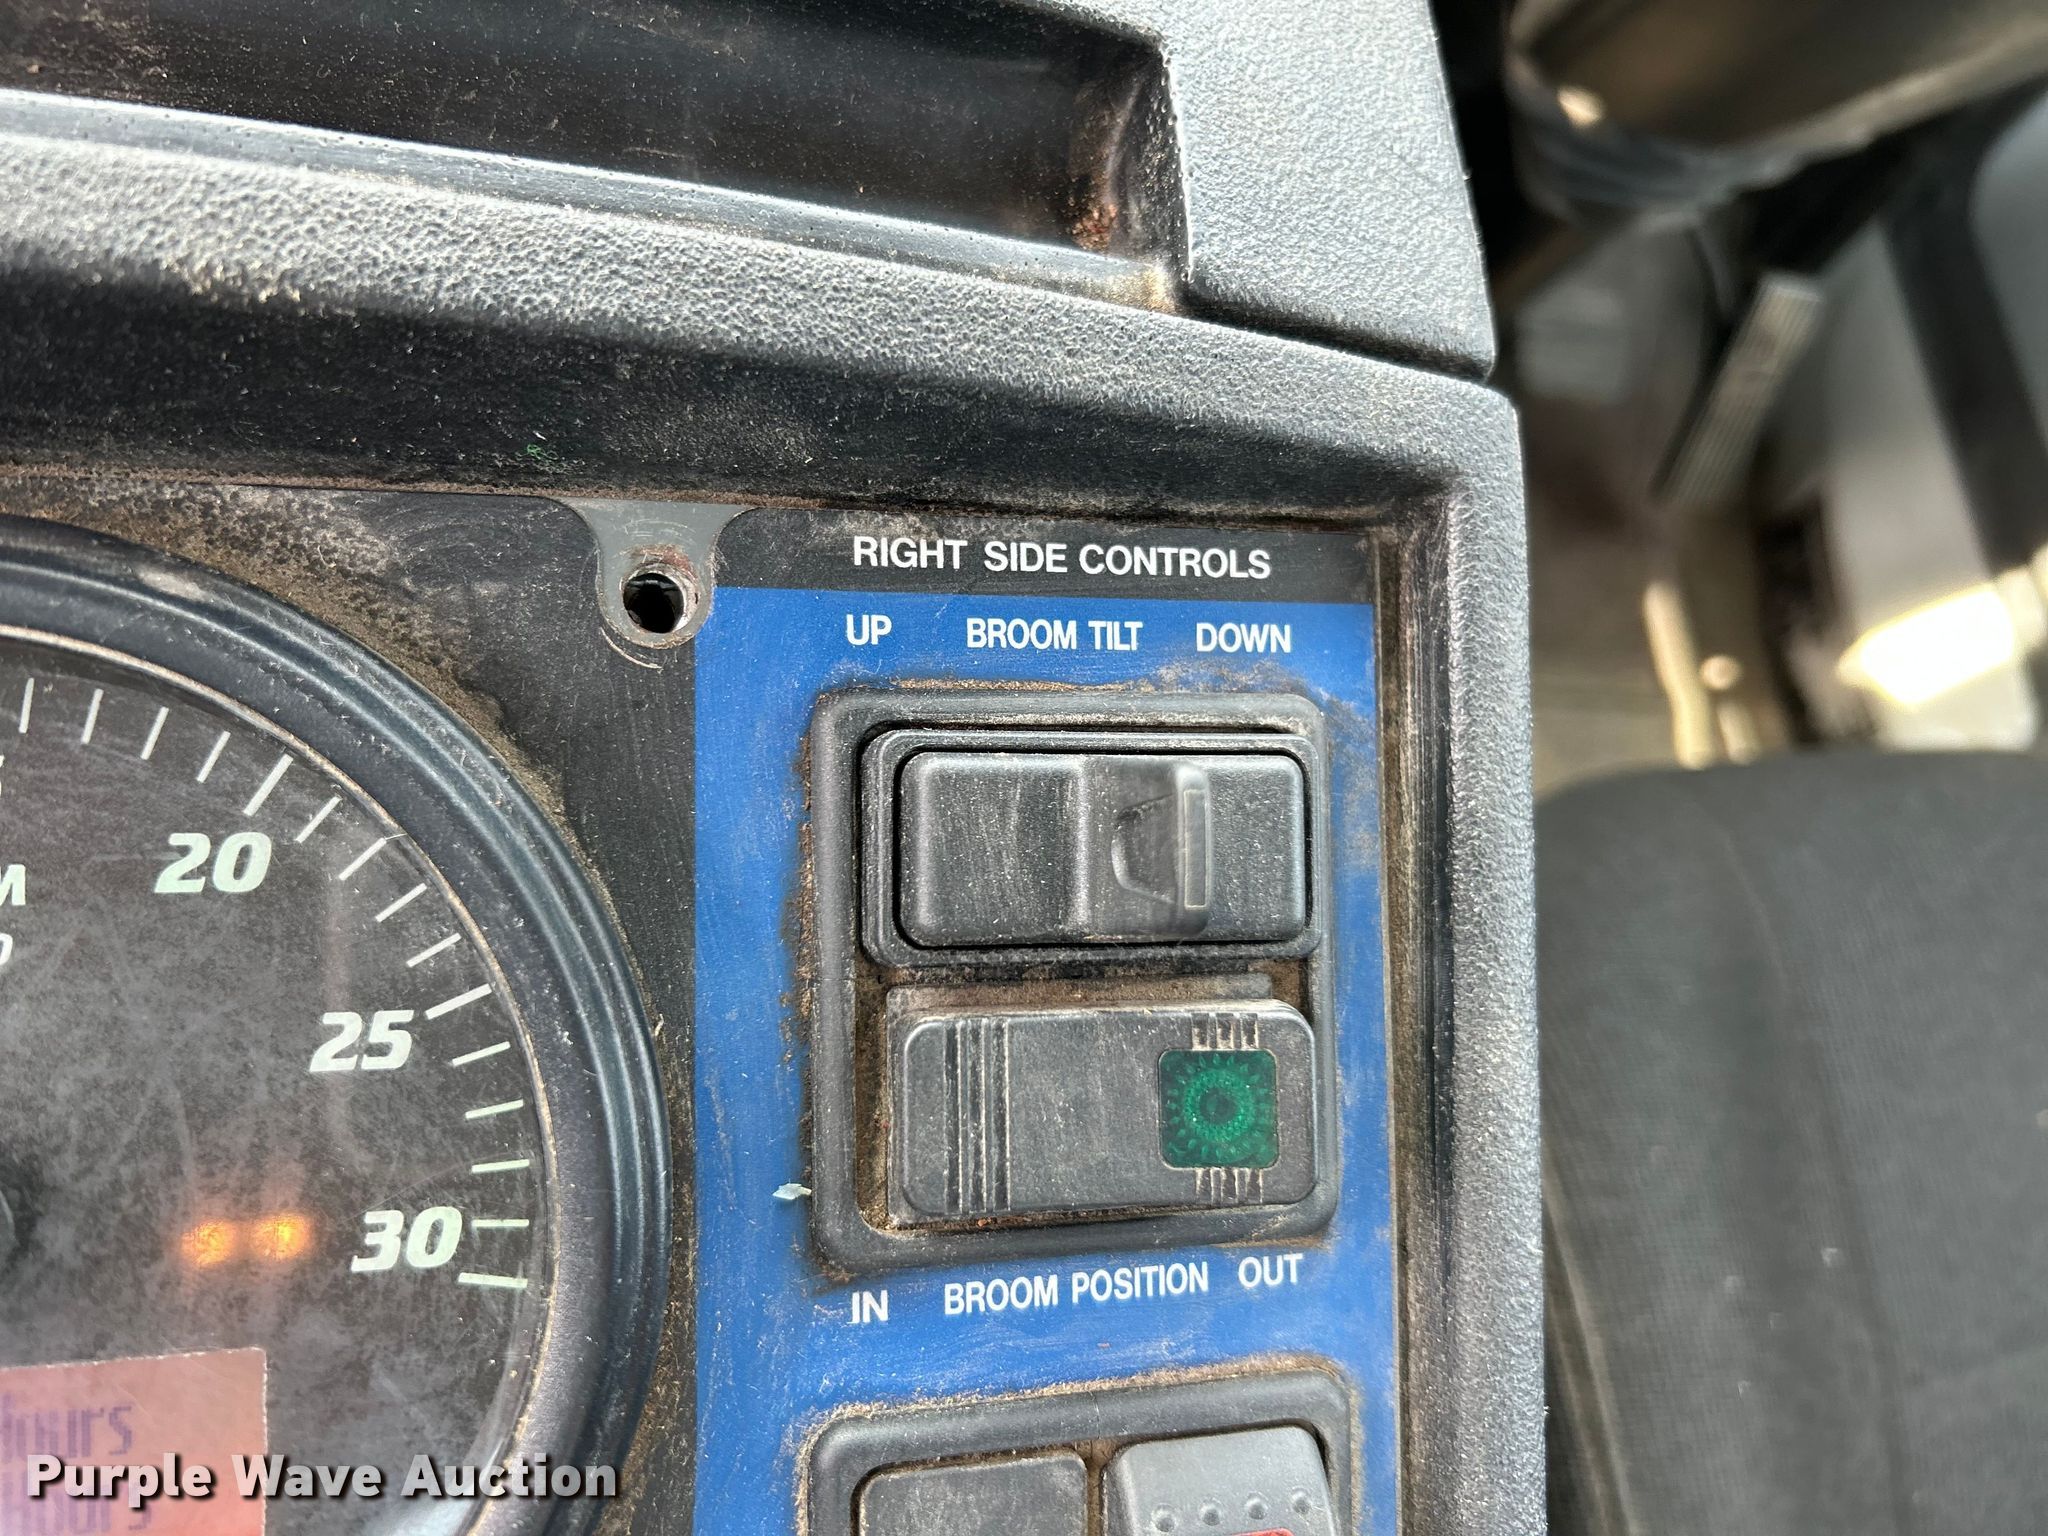 RIGHT SIDE CONTROLS
UP BROOM TILT DOWN
20
25
30
IN BROOM POSITION OUT
Purple Wave Auction